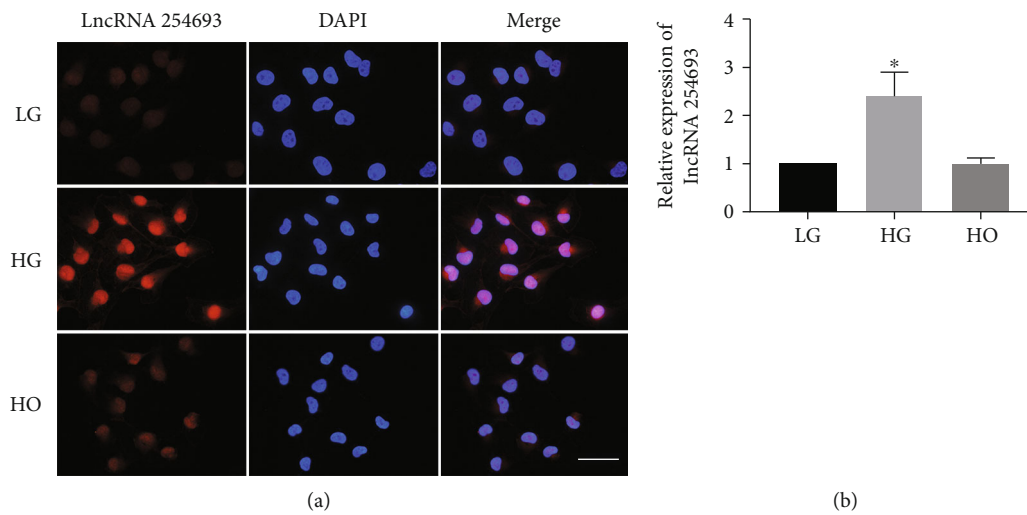 LncRNA 254693 DAPI Merge
LG
HG
HO
(a)
Relative expression of
lncRNA 254693
4
3
2
1
0
*
LG HG HO
(b)